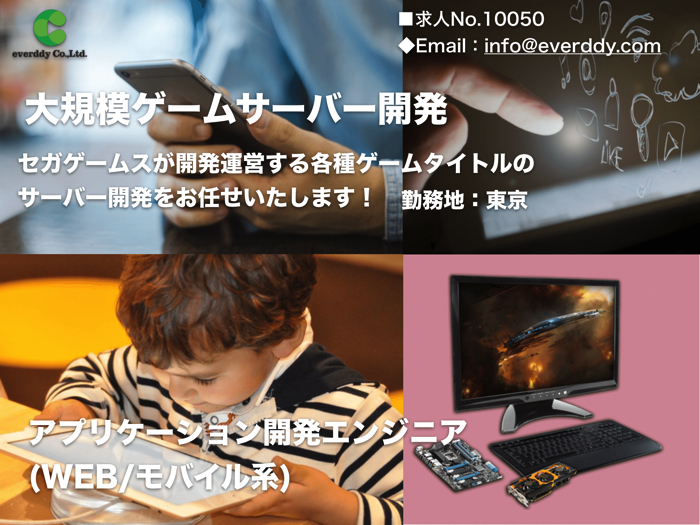 everddy Co.,Ltd.
■求人No.10050
◆Email：info@everddy.com
大規模ゲームサーバー開発
セガゲームスが開発運営する各種ゲームタイトルの
サーバー開発をお任せいたします！ 勤務地：東京
LIKE
アプリケーション開発エンジニア
(WEB/モバイル系)